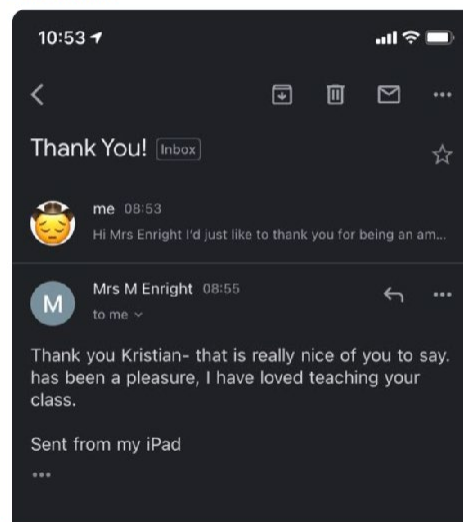 10:53
Thank You! Inbox
me 08:53
Hi Mrs Enright I'd just like to thank you for being an am...
M
Mrs M Enright 08:55
to me
Thank you Kristian- that is really nice of you to say.
has been a pleasure, I have loved teaching your
class.
Sent from my iPad